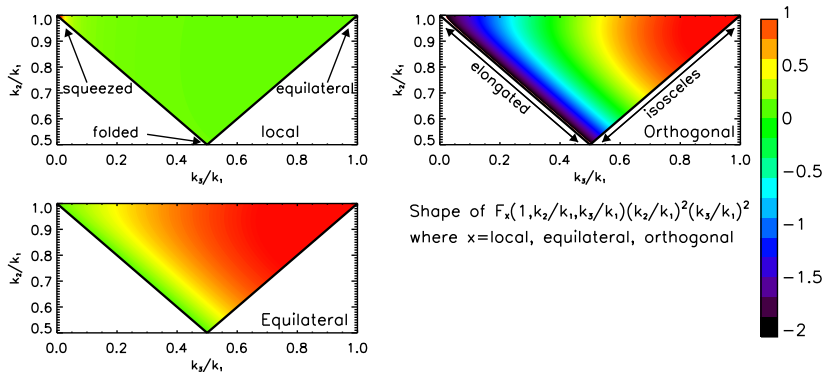 1.0
0.9
0.8
0.7
0.6
0.5
k₂/k₁
squeezed
equilateral
folded
local
0.0 0.2 0.4 0.6 0.8 1.0
k₃/k₁
1.0
0.9
0.8
0.7
0.6
0.5
k₂/k₁
elongated
isosceles
Orthogonal
0.0 0.2 0.4 0.6 0.8 1.0
k₃/k₁
1.0
0.9
0.8
0.7
0.6
0.5
k₂/k₁
Equilateral
0.0 0.2 0.4 0.6 0.8 1.0
k₃/k₁
Shape of Fₓ(1,k₂/k₁,k₃/k₁)(k₂/k₁)²(k₃/k₁)²
where x=local, equilateral, orthogonal
1
0.5
0
−0.5
−1
−1.5
−2